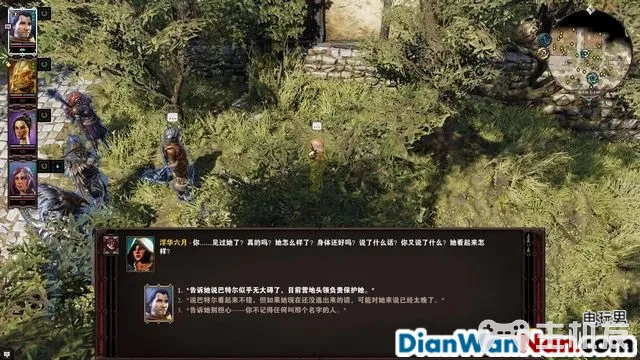 浮华六月 - 你……见过她了？真的吗？她怎么样了？身体还好吗？说了什么话？你又说了什么？她看起来怎
样？
1. *告诉她说巴特尔似乎无大碍了，目前营地头领负责保护她。*
2. *说巴特尔看起来不错，但如果她现在还没逃出来的话，可能对她来说已经太晚了。*
3. *告诉她别担心——你不记得任何叫那个名字的人。*
电玩男
DianWanNan.com